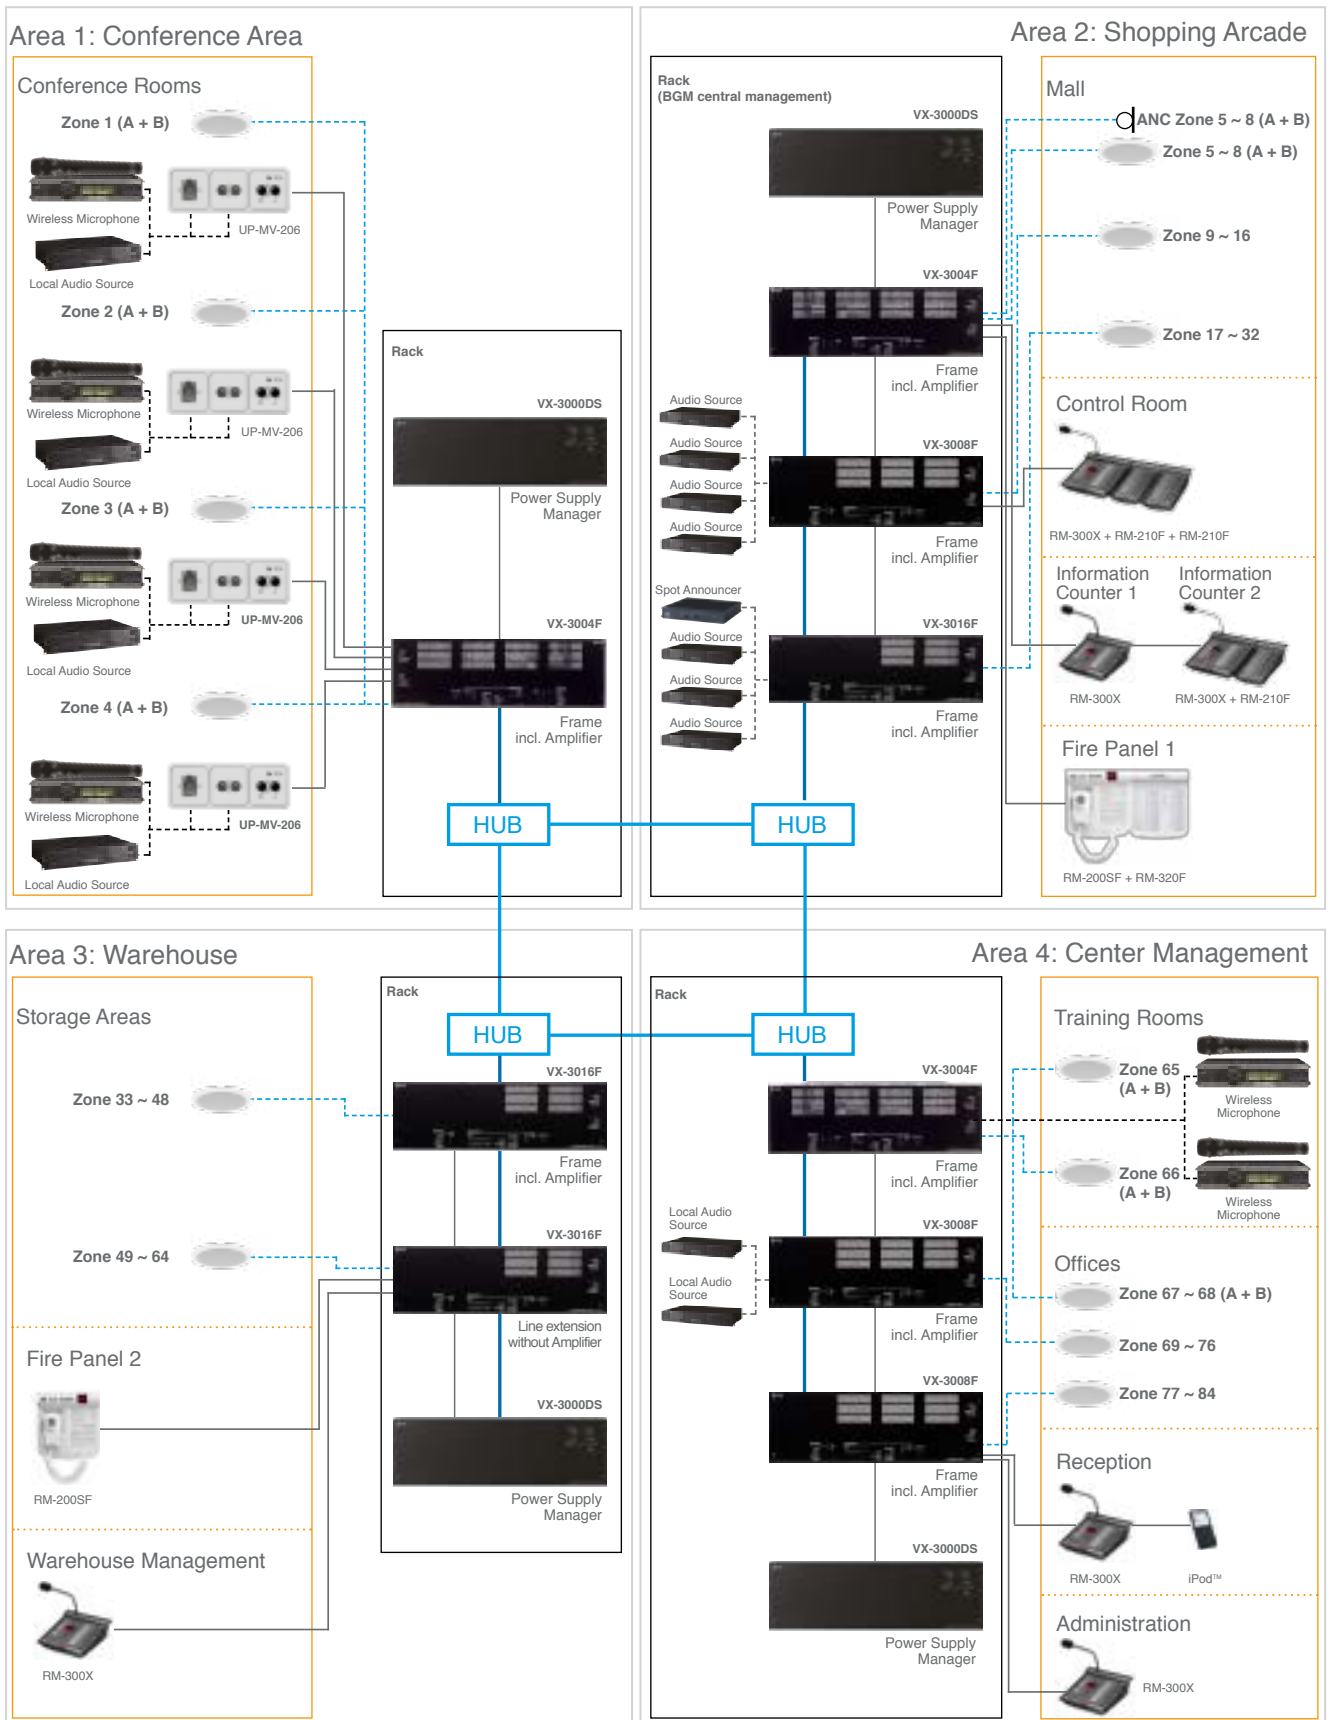 Area 1: Conference Area
Conference Rooms
Zone 1 (A + B)
Wireless Microphone
UP-MV-206
Local Audio Source
Zone 2 (A + B)
Wireless Microphone
UP-MV-206
Local Audio Source
Zone 3 (A + B)
Wireless Microphone
UP-MV-206
Local Audio Source
Zone 4 (A + B)
Wireless Microphone
UP-MV-206
Local Audio Source
Rack
VX-3000DS
Power Supply
Manager
VX-3004F
Frame
incl. Amplifier
HUB
Area 2: Shopping Arcade
Rack
(BGM central management)
VX-3000DS
Power Supply
Manager
VX-3004F
Frame
incl. Amplifier
Audio Source
Audio Source
Audio Source
Audio Source
VX-3008F
Frame
incl. Amplifier
Spot Announcer
Audio Source
Audio Source
Audio Source
VX-3016F
Frame
incl. Amplifier
HUB
Mall
ANC Zone 5 ~ 8 (A + B)
Zone 5 ~ 8 (A + B)
Zone 9 ~ 16
Zone 17 ~ 32
Control Room
RM-300X + RM-210F + RM-210F
Information
Counter 1
Information
Counter 2
RM-300X
RM-300X + RM-210F
Fire Panel 1
RM-200SF + RM-320F
Area 3: Warehouse
Storage Areas
Zone 33 ~ 48
Zone 49 ~ 64
Fire Panel 2
RM-200SF
Warehouse Management
RM-300X
Rack
HUB
VX-3016F
Frame
incl. Amplifier
VX-3016F
Line extension
without Amplifier
VX-3000DS
Power Supply
Manager
Area 4: Center Management
Rack
HUB
VX-3004F
Frame
incl. Amplifier
Local Audio
Source
Local Audio
Source
VX-3008F
Frame
incl. Amplifier
VX-3008F
Frame
incl. Amplifier
VX-3000DS
Power Supply
Manager
Training Rooms
Zone 65
(A + B)
Wireless
Microphone
Zone 66
(A + B)
Wireless
Microphone
Offices
Zone 67 ~ 68 (A + B)
Zone 69 ~ 76
Zone 77 ~ 84
Reception
RM-300X
iPod™
Administration
RM-300X